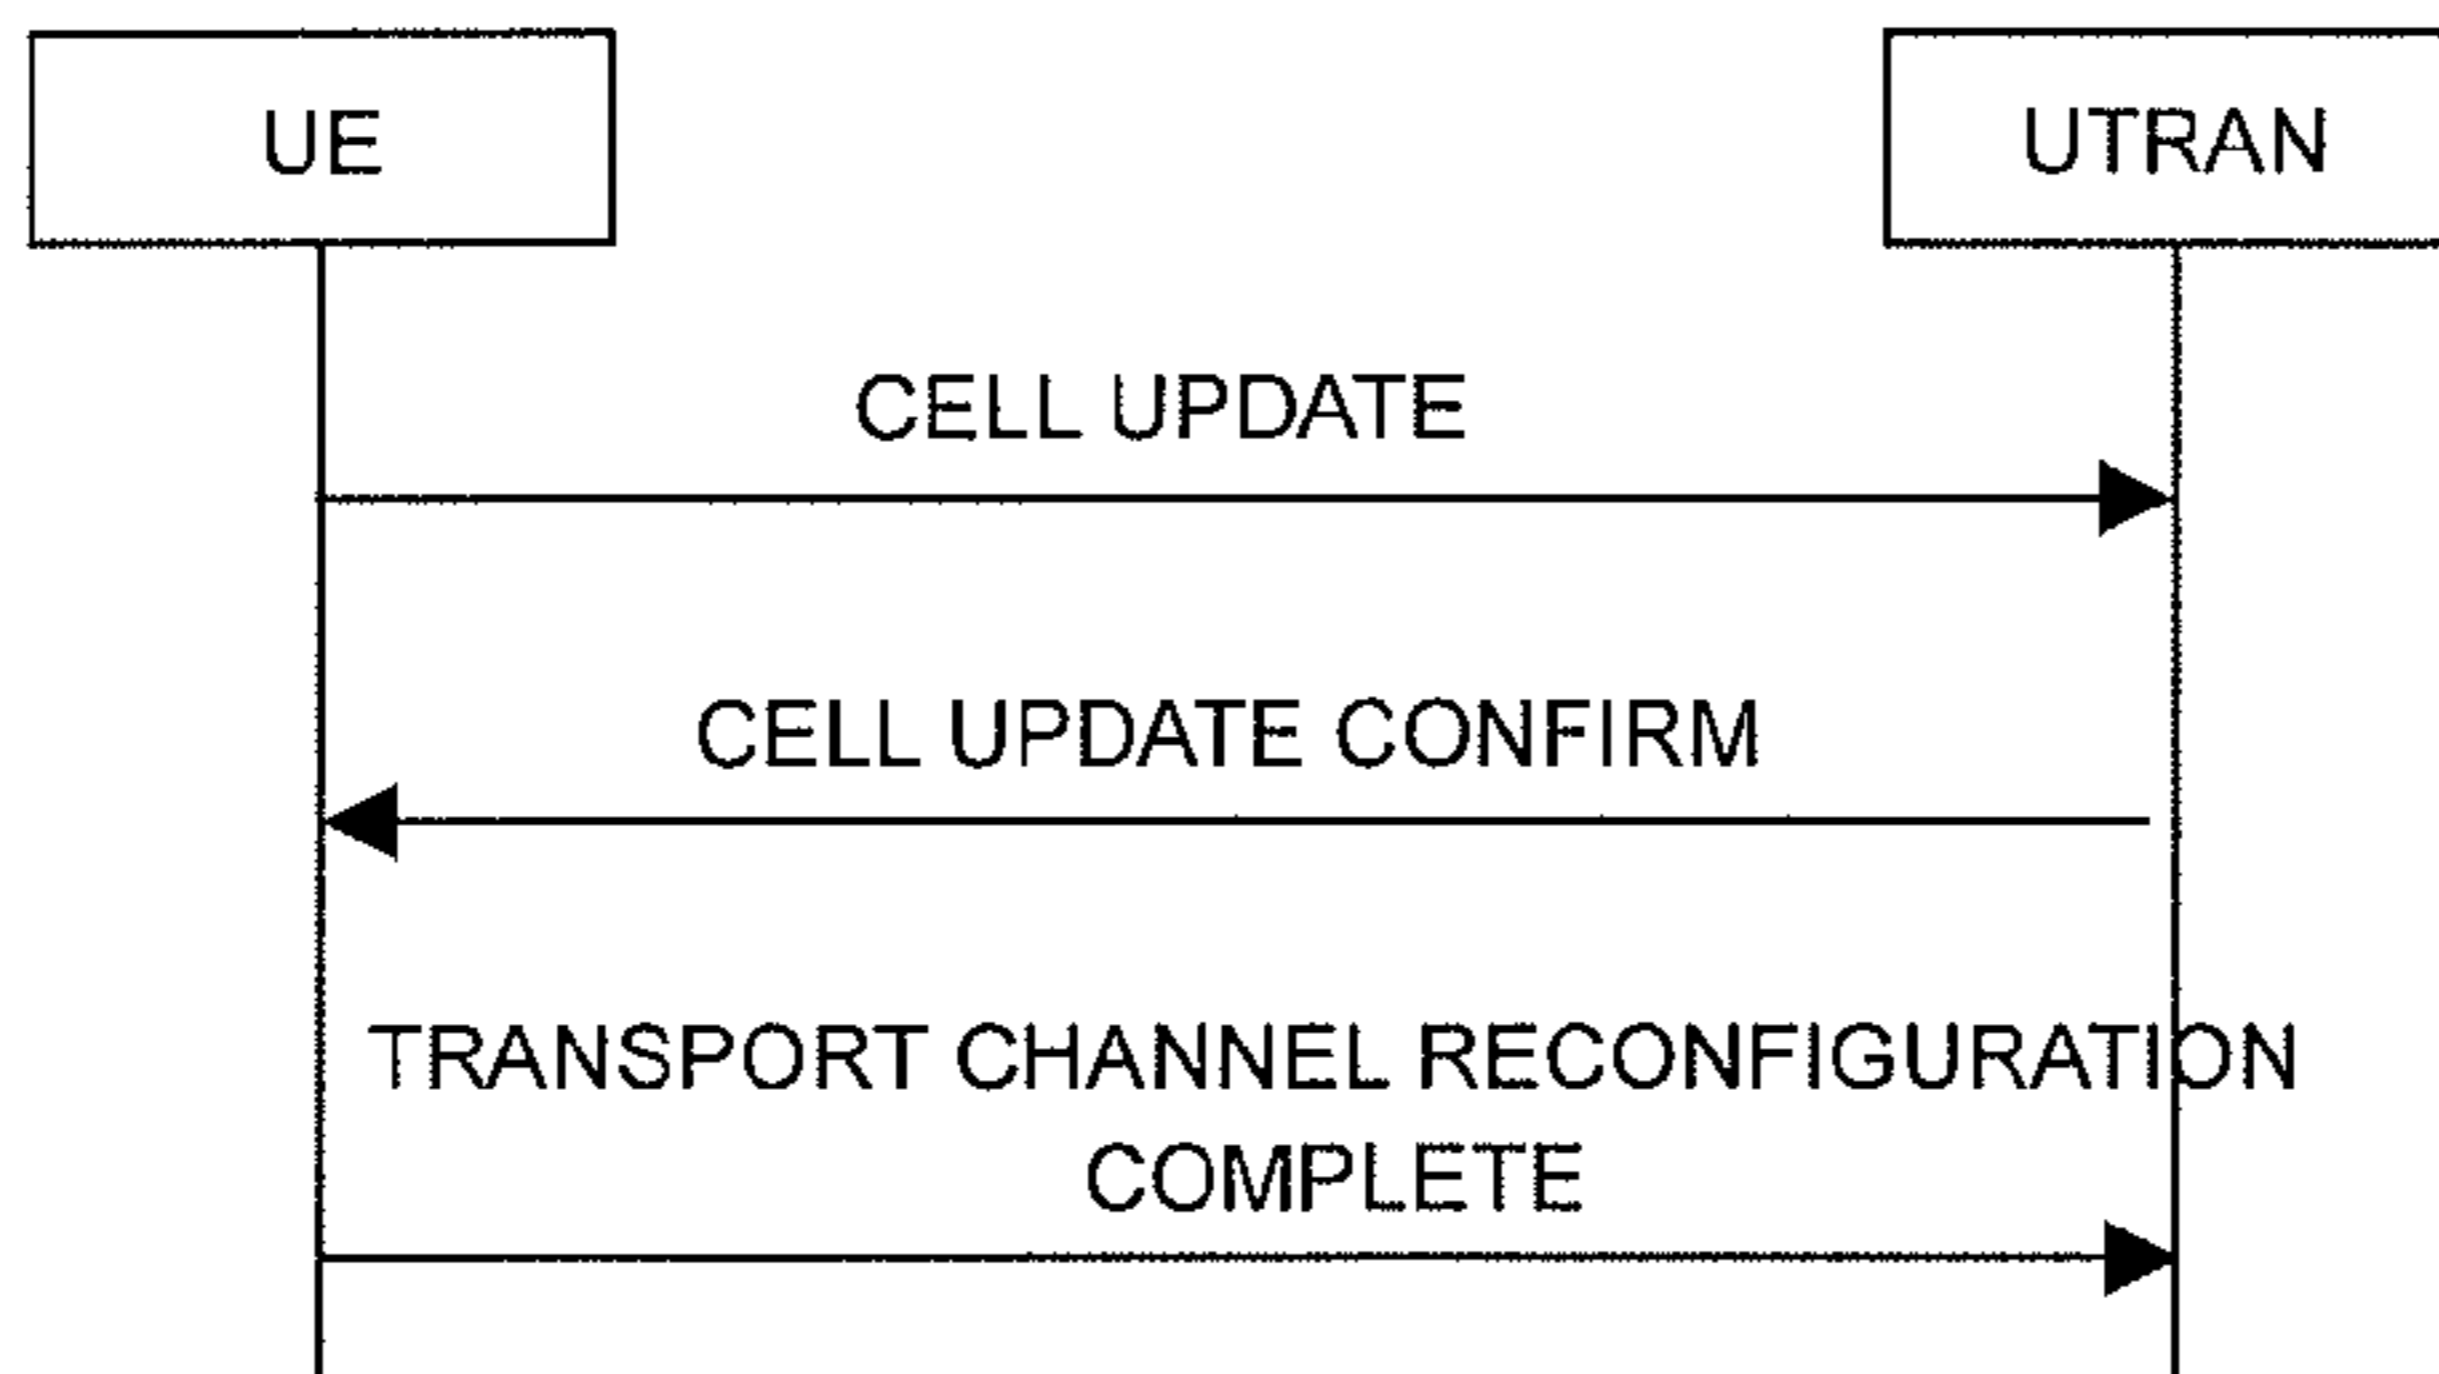 UE
UTRAN
CELL UPDATE
CELL UPDATE CONFIRM
TRANSPORT CHANNEL RECONFIGURATION
COMPLETE